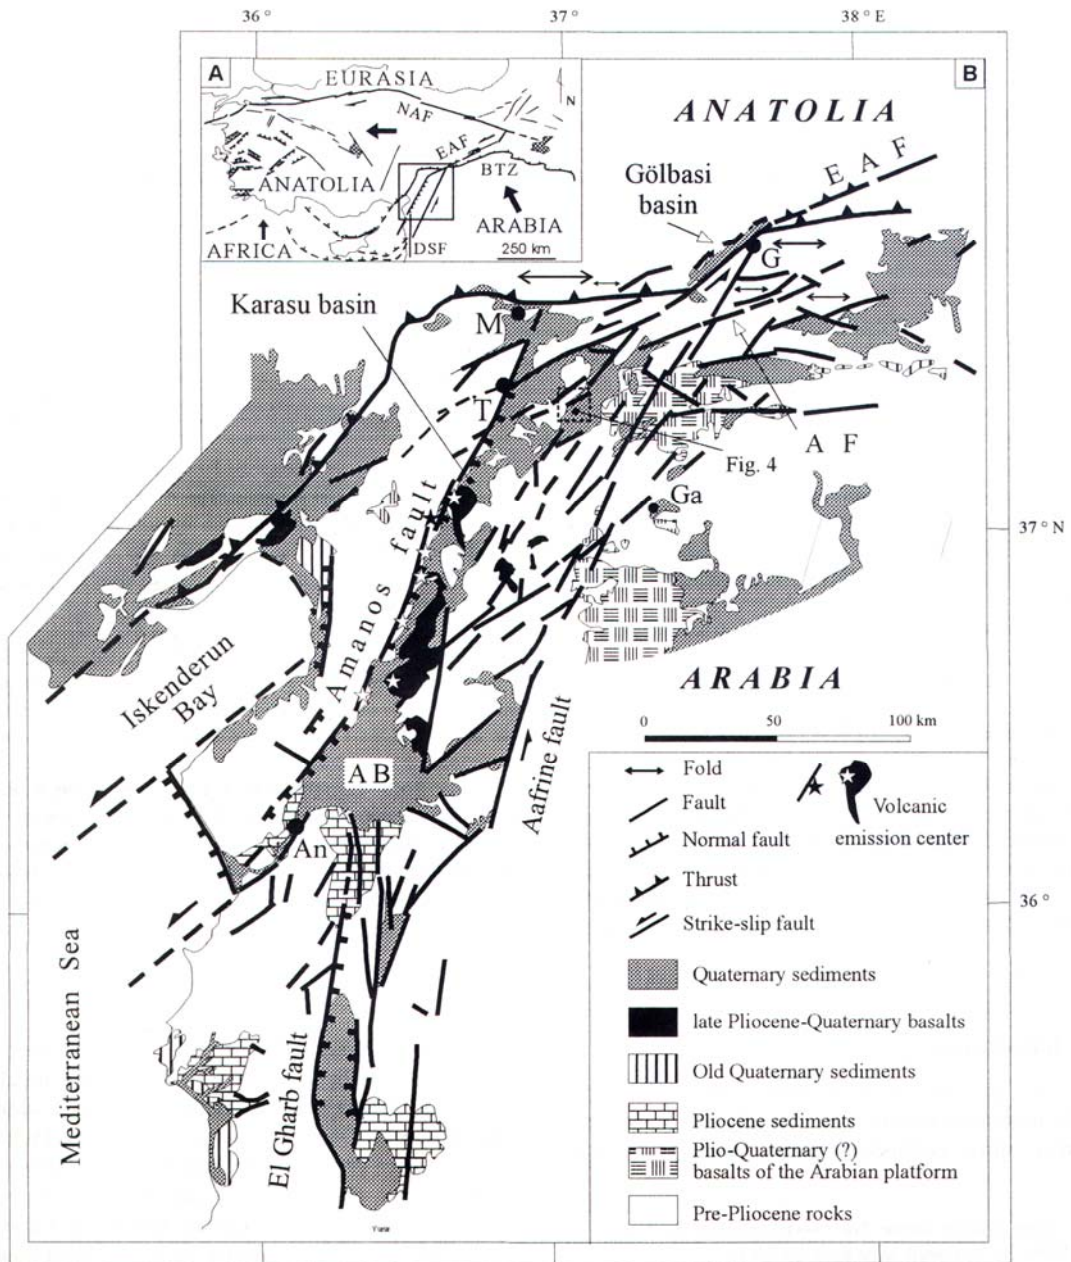 36 °
37 °
38 ° E
A
EURASIA
N
NAF
EAF
ANATOLIA
BTZ
ARABIA
AFRICA
DSF
250 km
B
ANATOLIA
E A F
Gölbasi
basin
G
Karasu basin
M
T
A F
Fig. 4
Ga
37 ° N
Amanos fault
Iskenderun
Bay
ARABIA
0 50 100 km
Aafrine fault
A B
An
Fold
Fault
Volcanic
emission center
Normal fault
Thrust
Strike-slip fault
36 °
Quaternary sediments
late Pliocene-Quaternary basalts
Old Quaternary sediments
Pliocene sediments
Plio-Quaternary (?)
basalts of the Arabian platform
Pre-Pliocene rocks
Mediterranean Sea
El Gharb fault